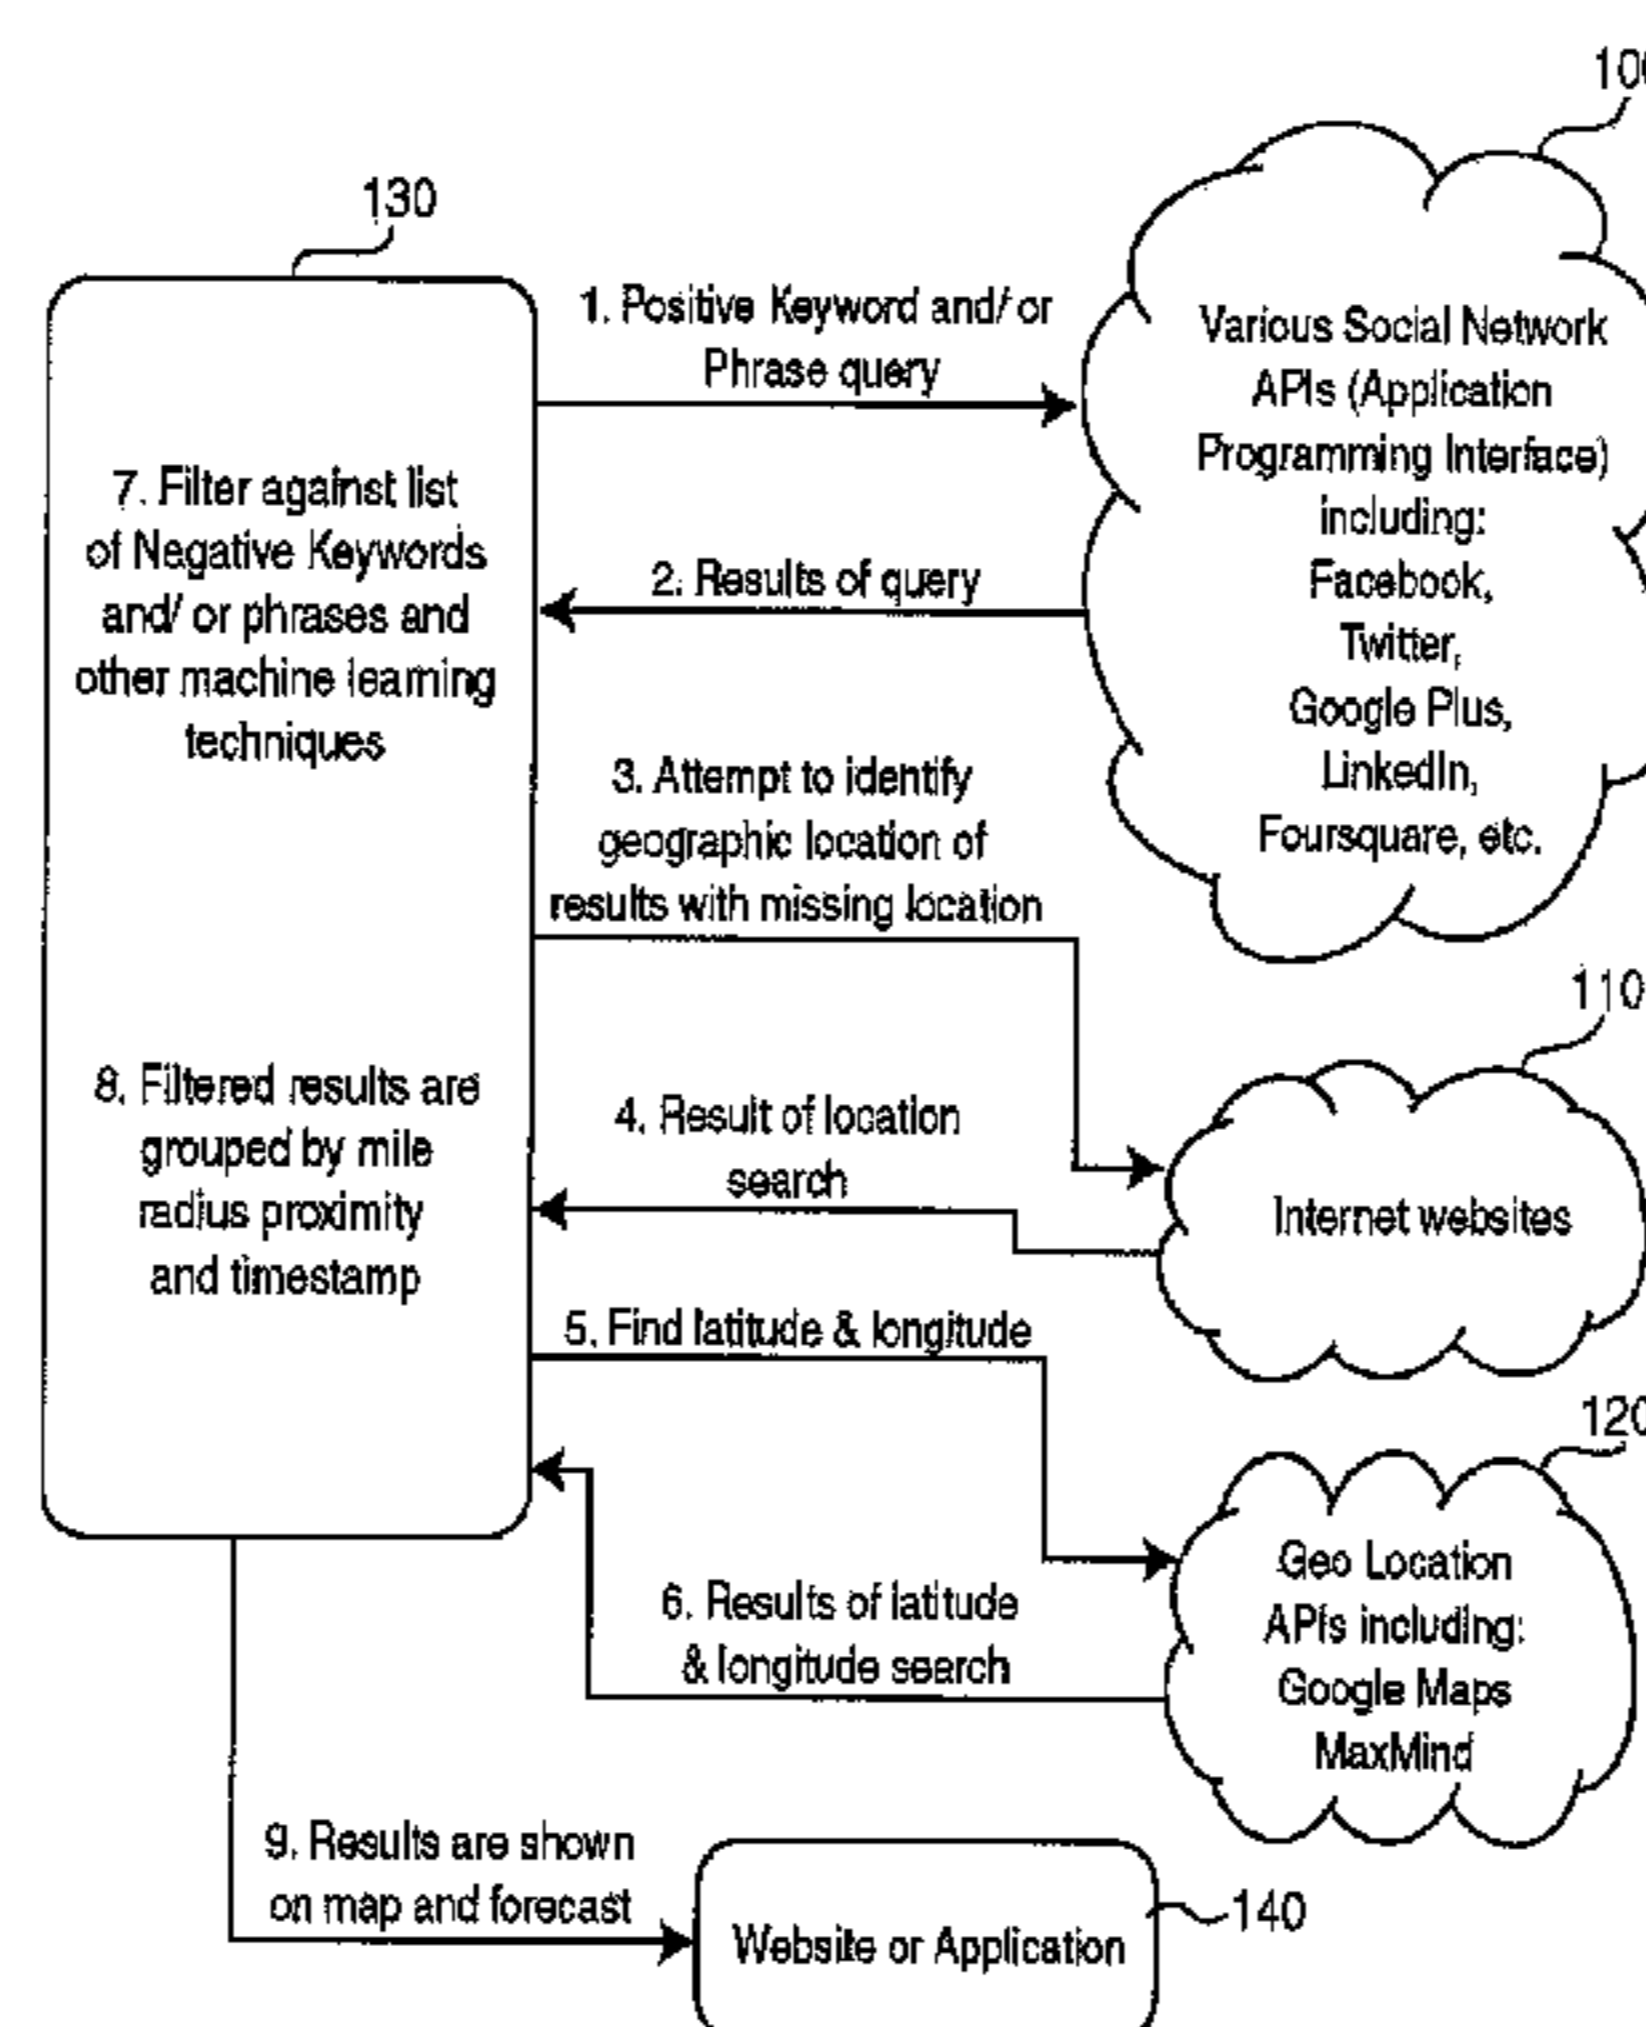 100
130
1. Positive Keyword and/ or
Phrase query
Various Social Network
APIs (Application
Programming Interface)
including:
Facebook,
Twitter,
Google Plus,
LinkedIn,
Foursquare, etc.
7. Filter against list
of Negative Keywords
and/ or phrases and
other machine learning
techniques
2. Results of query
3. Attempt to identify
geographic location of
results with missing location
110
8. Filtered results are
grouped by mile
radius proximity
and timestamp
4. Result of location
search
Internet websites
5. Find latitude & longitude
120
Geo Location
APIs including:
Google Maps
MaxMind
6. Results of latitude
& longitude search
9. Results are shown
on map and forecast
140
Website or Application